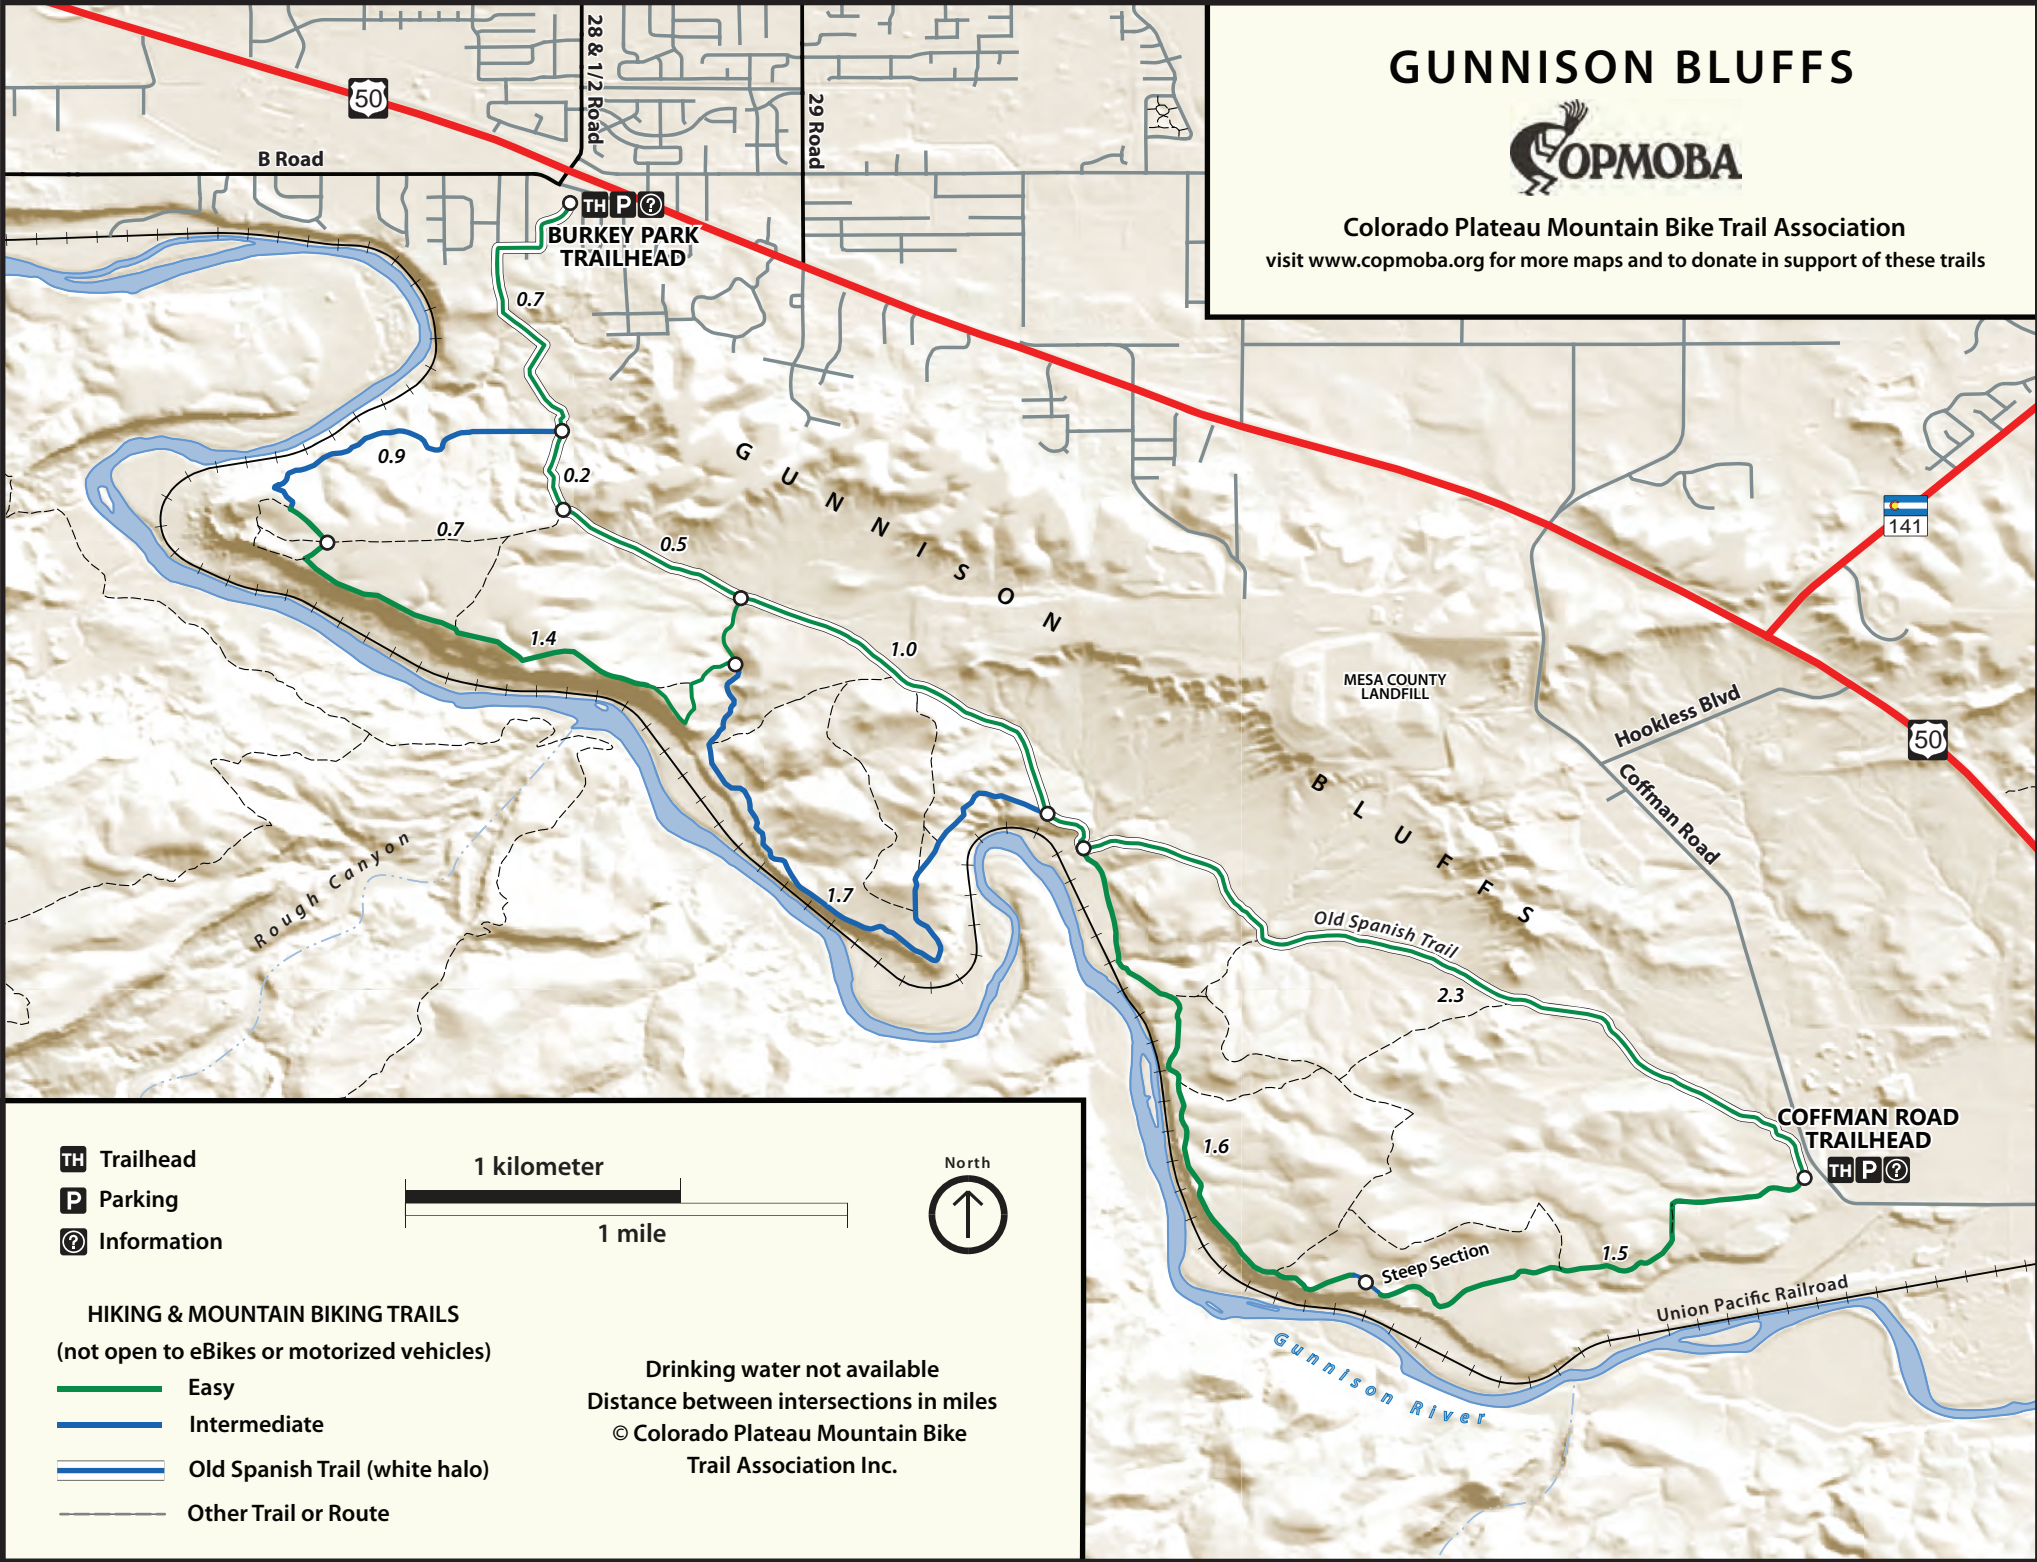 GUNNISON BLUFFS
COPMOBA
Colorado Plateau Mountain Bike Trail Association
visit www.copmoba.org for more maps and to donate in support of these trails
50
28 & 1/2 Road
29 Road
B Road
TH P ?
BURKEY PARK
TRAILHEAD
0.7
0.9
0.2
0.7
0.5
GUNNISON
141
1.4
1.0
MESA COUNTY
LANDFILL
Hookless Blvd
50
Coffman Road
BLUFFS
Rough Canyon
1.7
Old Spanish Trail
2.3
COFFMAN ROAD
TRAILHEAD
TH P ?
1.6
Steep Section
1.5
Union Pacific Railroad
Gunnison River
TH Trailhead
P Parking
? Information
1 kilometer
1 mile
North
HIKING & MOUNTAIN BIKING TRAILS
(not open to eBikes or motorized vehicles)
Easy
Intermediate
Old Spanish Trail (white halo)
Other Trail or Route
Drinking water not available
Distance between intersections in miles
© Colorado Plateau Mountain Bike
Trail Association Inc.